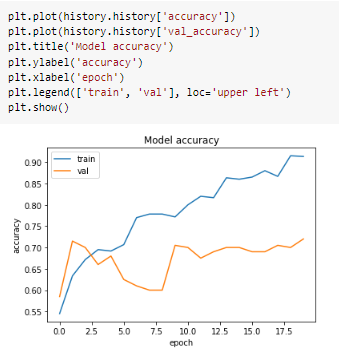 plt.plot(history.history['accuracy'])
plt.plot(history.history['val_accuracy'])
plt.title('Model accuracy')
plt.ylabel('accuracy')
plt.xlabel('epoch')
plt.legend(['train', 'val'], loc='upper left')
plt.show()
Model accuracy
train
val
0.90
0.85
0.80
0.75
0.70
0.65
0.60
0.55
accuracy
0.0 2.5 5.0 7.5 10.0 12.5 15.0 17.5
epoch